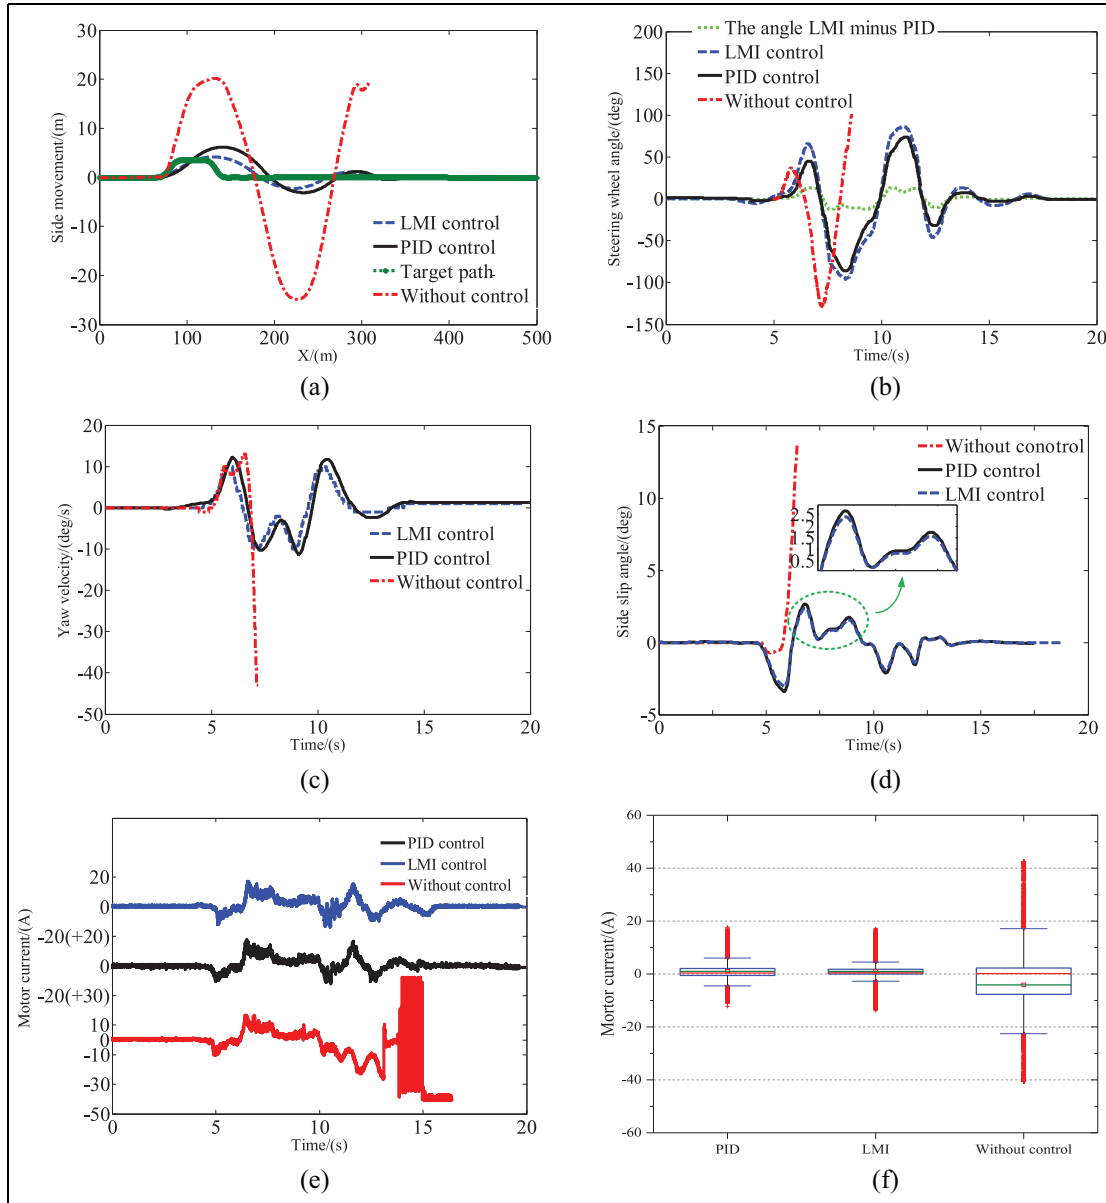 30
20
10
0
-10
-20
-30
Side movement/(m)
LMI control
PID control
Target path
Without control
0 100 200 300 400 500
X/(m)
(a)
200
150
100
50
0
-50
-100
-150
Steering wheel angle/(deg)
The angle LMI minus PID
LMI control
PID control
Without control
0 5 10 15 20
Time/(s)
(b)
20
10
0
-10
-20
-30
-40
-50
Yaw velocity/(deg/s)
LMI control
PID control
Without control
0 5 10 15 20
Time/(s)
(c)
15
10
5
0
-5
Side slip angle/(deg)
Without conotrol
PID control
LMI control
2.5
1.5
0.5
0 5 10 15 20
Time/(s)
(d)
20
0
-20(+20)
0
-20(+30)
10
-10
-30
-50
Motor current/(A)
PID control
LMI control
Without control
0 5 10 15 20
Time/(s)
(e)
60
40
20
0
-20
-40
-60
Mortor current/(A)
PID LMI Without control
(f)